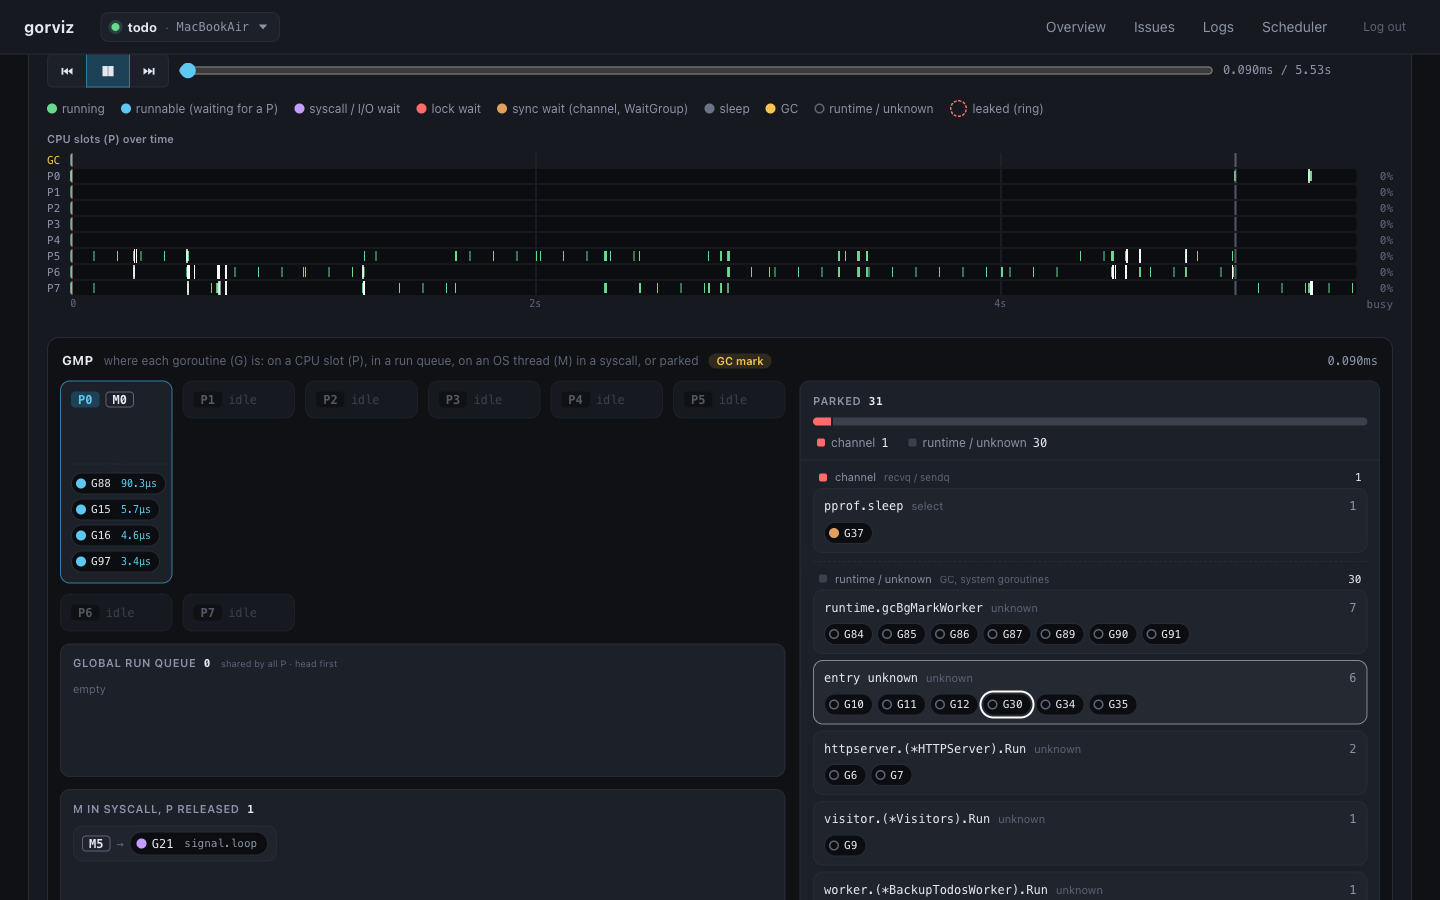 gorviz todo · MacBookAir Overview Issues Logs Scheduler Log out
0.090ms / 5.53s
running runnable (waiting for a P) syscall / I/O wait lock wait sync wait (channel, WaitGroup) sleep GC runtime / unknown leaked (ring)
CPU slots (P) over time
GC
P0 0%
P1 0%
P2 0%
P3 0%
P4 0%
P5 0%
P6 0%
P7 0%
0 2s 4s busy
GMP where each goroutine (G) is: on a CPU slot (P), in a run queue, on an OS thread (M) in a syscall, or parked GC mark 0.090ms
P0 M0
G88 90.3µs
G15 5.7µs
G16 4.6µs
G97 3.4µs
P1 idle
P2 idle
P3 idle
P4 idle
P5 idle
P6 idle
P7 idle
GLOBAL RUN QUEUE 0 shared by all P · head first
empty
M IN SYSCALL, P RELEASED 1
M5 → G21 signal.loop
PARKED 31
channel 1 runtime / unknown 30
channel recvq / sendq 1
pprof.sleep select 1
G37
runtime / unknown GC, system goroutines 30
runtime.gcBgMarkWorker unknown 7
G84 G85 G86 G87 G89 G90 G91
entry unknown unknown 6
G10 G11 G12 G30 G34 G35
httpserver.(*HTTPServer).Run unknown 2
G6 G7
visitor.(*Visitors).Run unknown 1
G9
worker.(*BackupTodosWorker).Run unknown 1